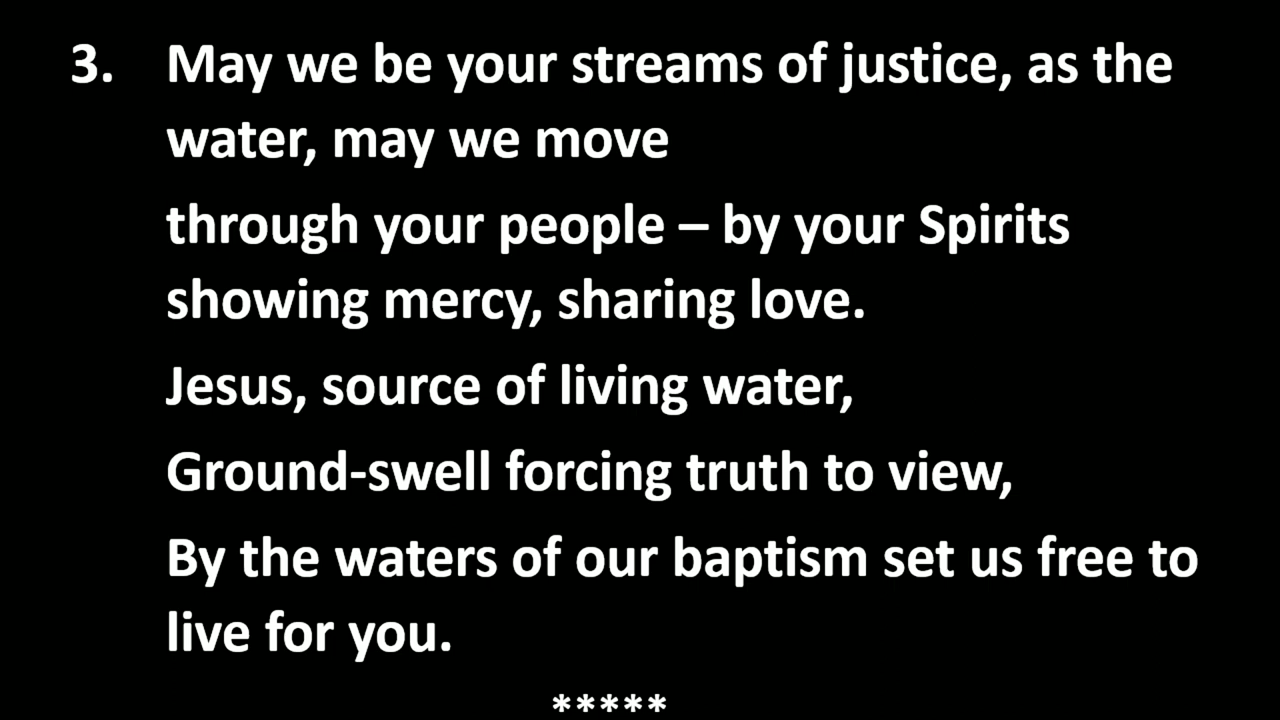 3. May we be your streams of justice, as the
water, may we move
through your people – by your Spirits
showing mercy, sharing love.
Jesus, source of living water,
Ground-swell forcing truth to view,
By the waters of our baptism set us free to
live for you.
*****